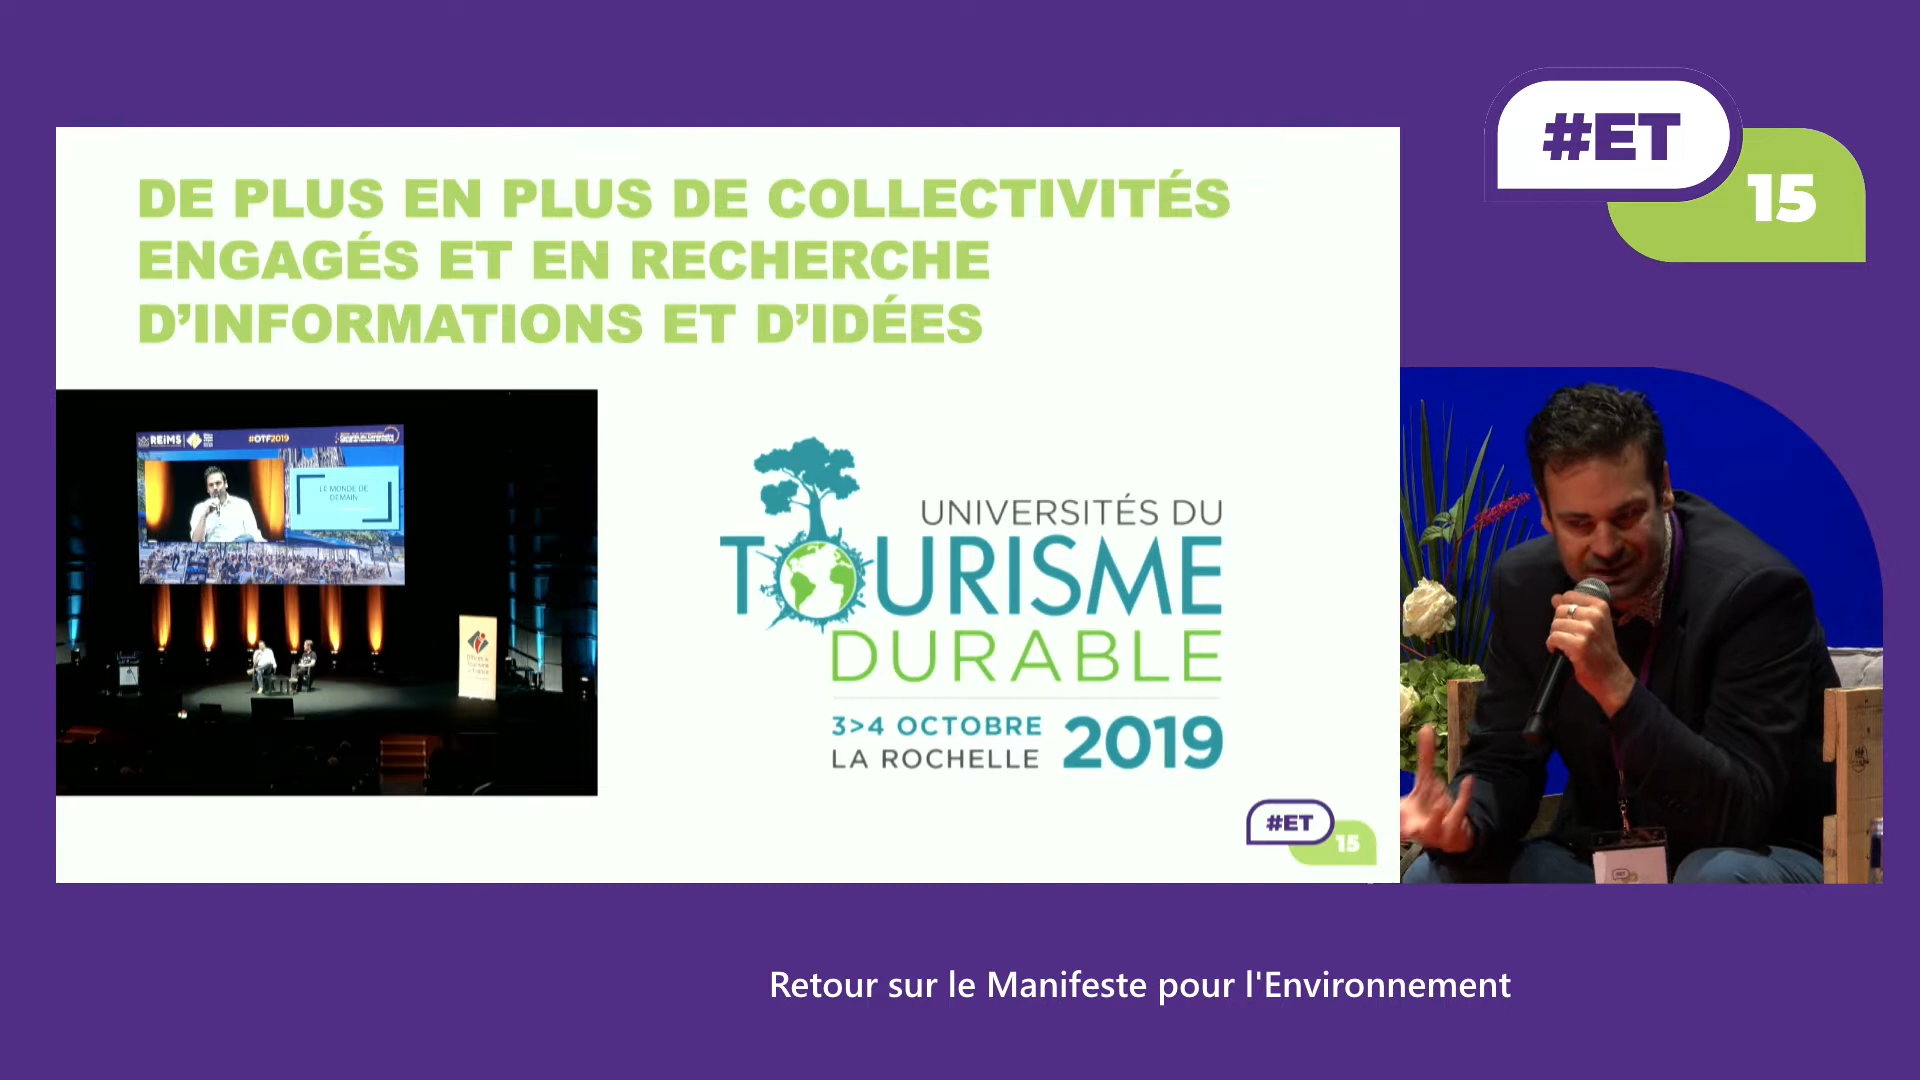 #ET
15
DE PLUS EN PLUS DE COLLECTIVITÉS
ENGAGÉS ET EN RECHERCHE
D’INFORMATIONS ET D’IDÉES
REIMS
#OTF2019
LE MONDE DE
DEMAIN
UNIVERSITÉS DU
TOURISME
DURABLE
3>4 OCTOBRE
LA ROCHELLE
2019
#ET
15
Retour sur le Manifeste pour l'Environnement